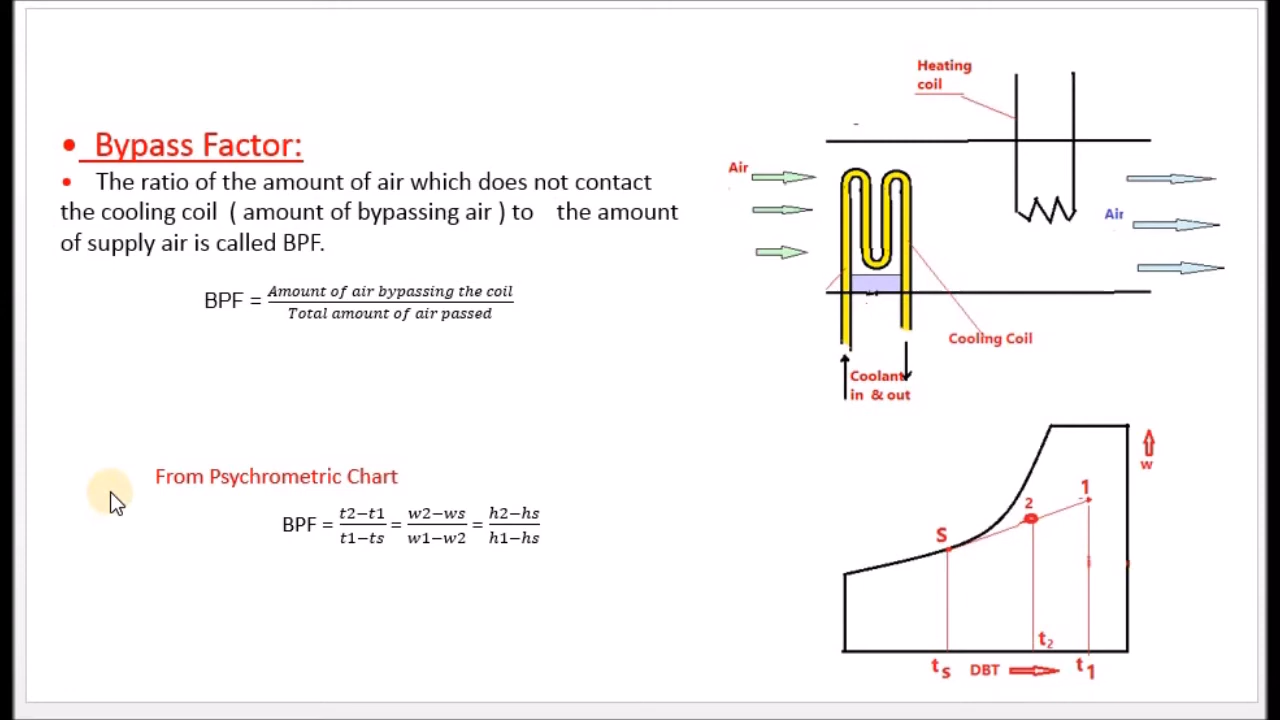 • Bypass Factor:
• The ratio of the amount of air which does not contact
the cooling coil ( amount of bypassing air ) to the amount
of supply air is called BPF.
BPF = Amount of air bypassing the coil / Total amount of air passed
From Psychrometric Chart
BPF = t2−t1 / t1−ts = w2−ws / w1−w2 = h2−hs / h1−hs
Heating
coil
Air
Air
Cooling Coil
Coolant
in & out
w
1
2
S
t2
ts DBT t1